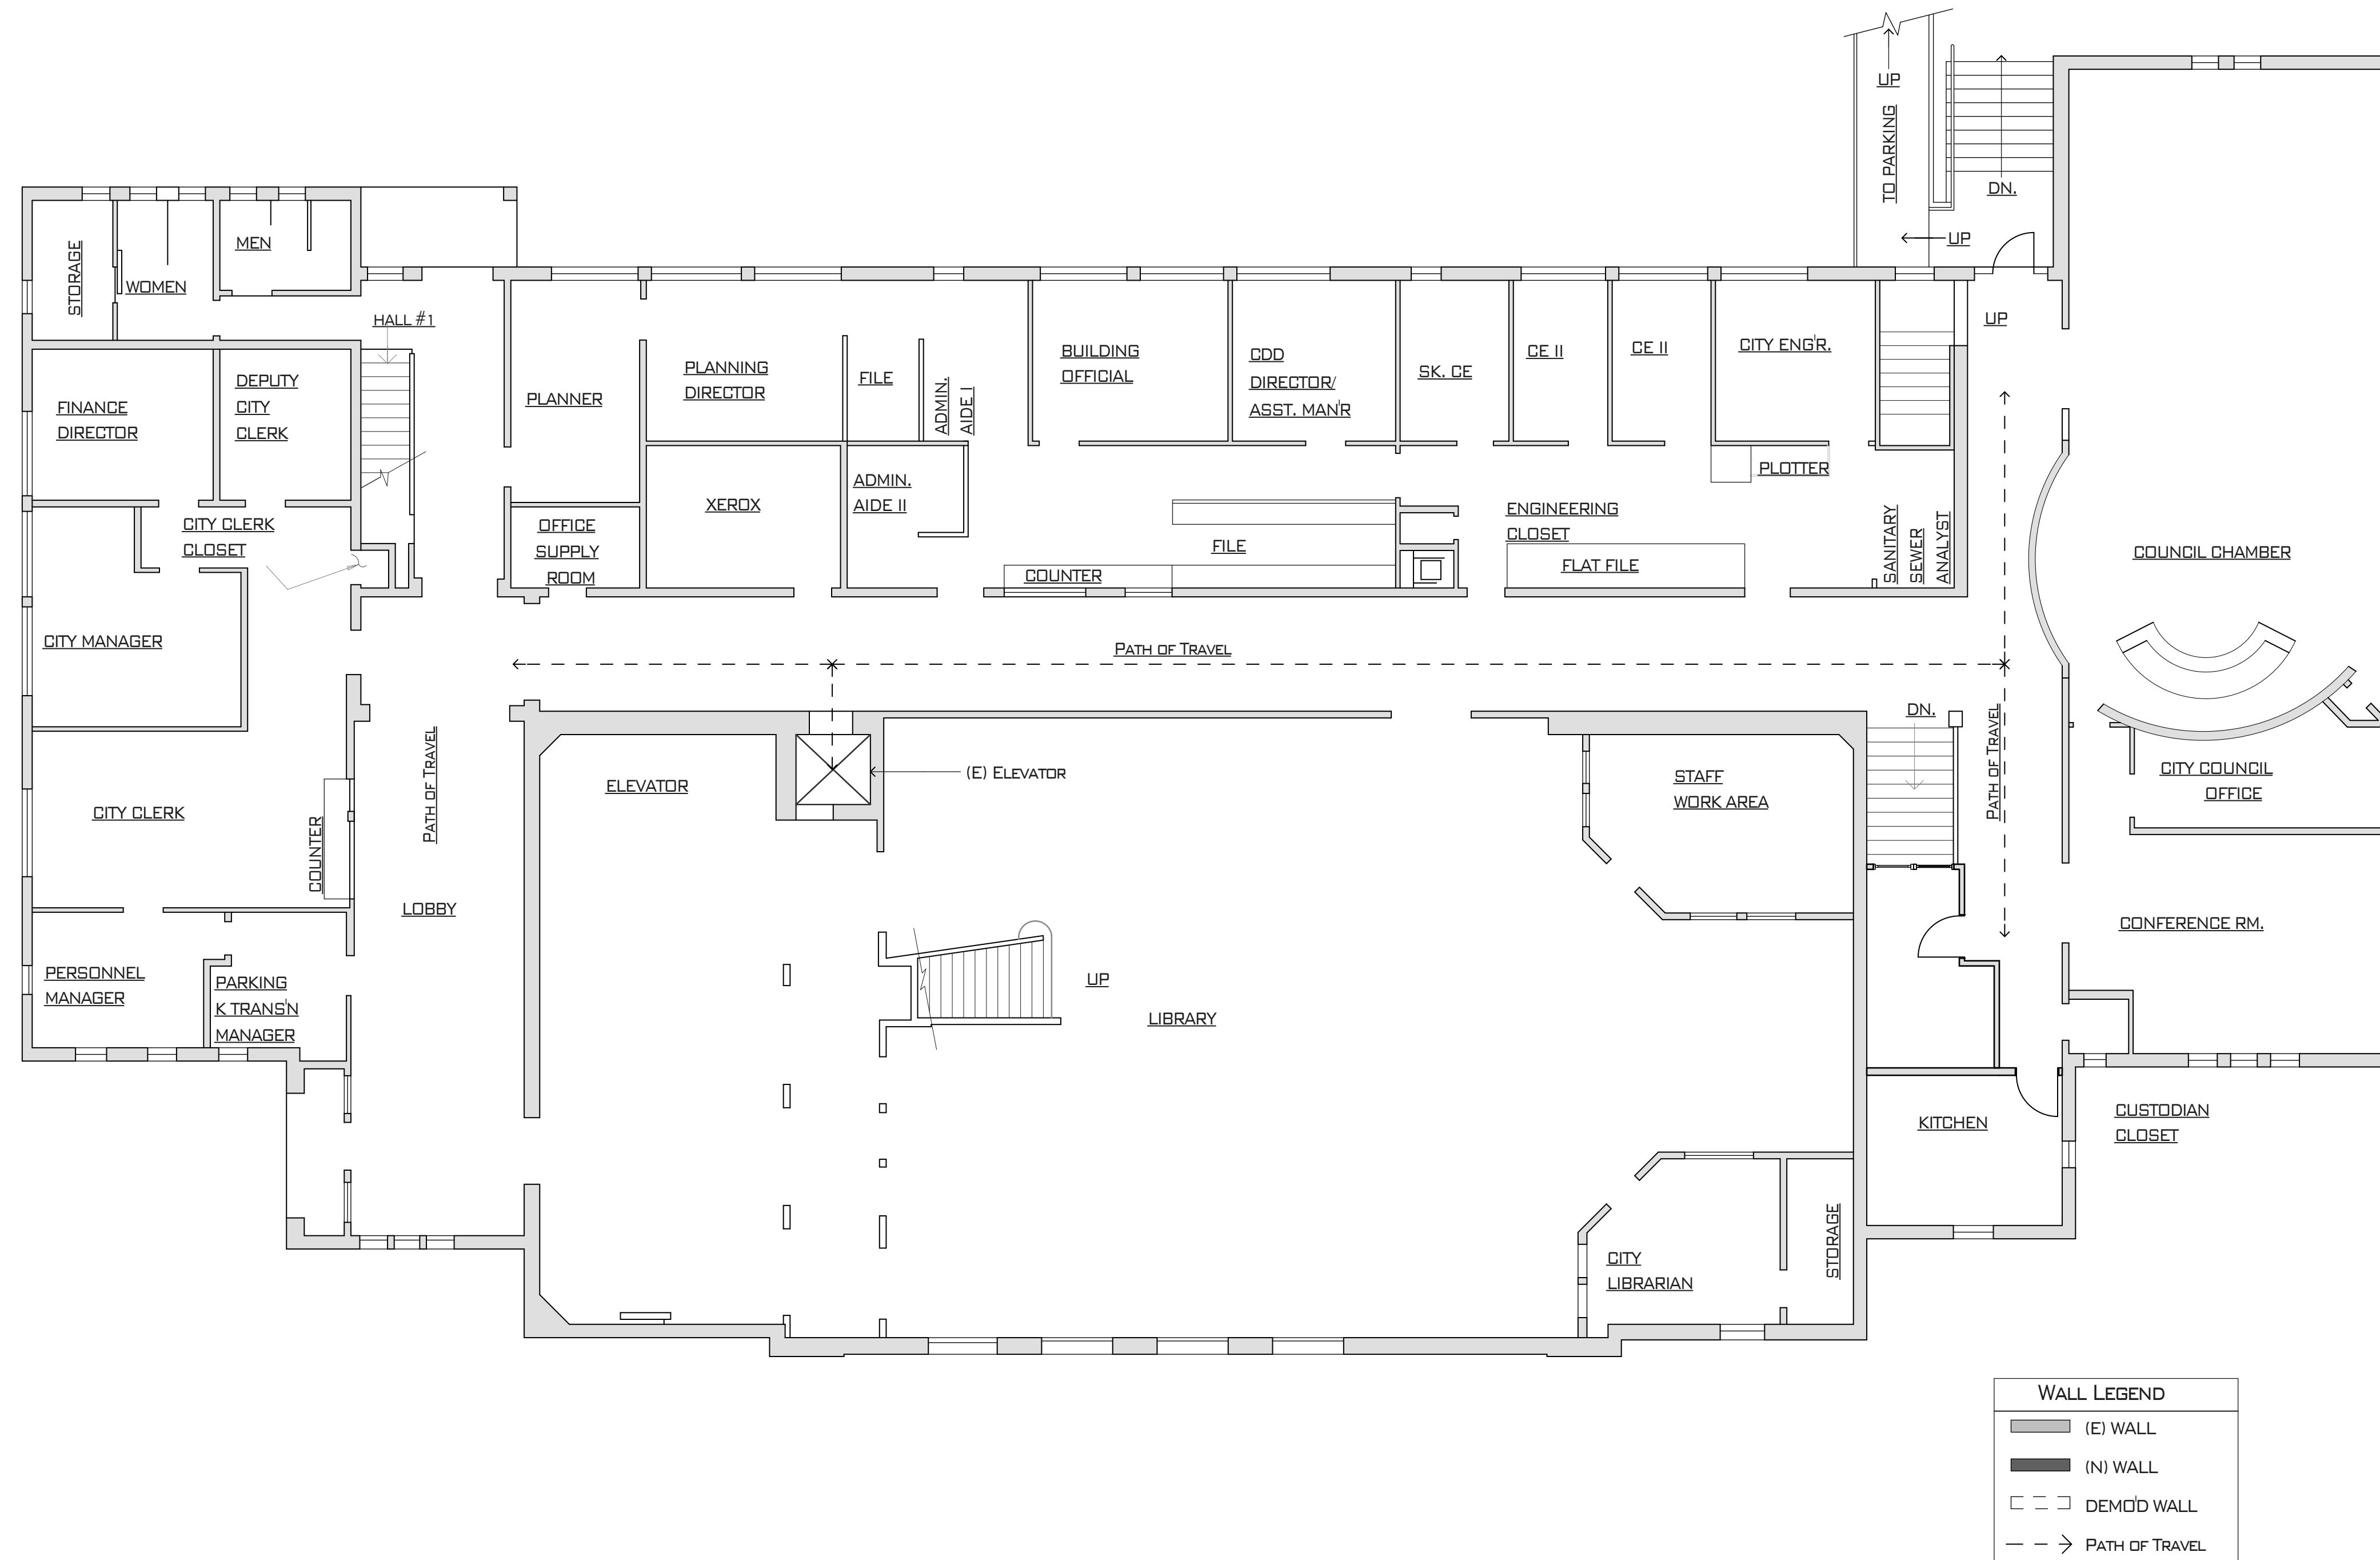 UP
TO PARKING
DN.
UP
STORAGE
WOMEN
MEN
HALL #1
UP
FINANCE
DIRECTOR
DEPUTY
CITY
CLERK
PLANNER
PLANNING
DIRECTOR
FILE
ADMIN.
AIDE I
BUILDING
OFFICIAL
CDD
DIRECTOR/
ASST. MAN'R
SK. CE
CE II
CE II
CITY ENG'R.
PLOTTER
CITY CLERK
CLOSET
OFFICE
SUPPLY
ROOM
XEROX
ADMIN.
AIDE II
FILE
COUNTER
ENGINEERING
CLOSET
FLAT FILE
SANITARY
SEWER
ANALYST
COUNCIL CHAMBER
CITY MANAGER
PATH OF TRAVEL
PATH OF TRAVEL
DN.
PATH OF TRAVEL
CITY COUNCIL
OFFICE
ELEVATOR
(E) ELEVATOR
STAFF
WORK AREA
CITY CLERK
COUNTER
LOBBY
CONFERENCE RM.
PERSONNEL
MANAGER
PARKING
K TRANS'N
MANAGER
UP
LIBRARY
KITCHEN
CUSTODIAN
CLOSET
CITY
LIBRARIAN
STORAGE
WALL LEGEND
(E) WALL
(N) WALL
DEMO'D WALL
PATH OF TRAVEL